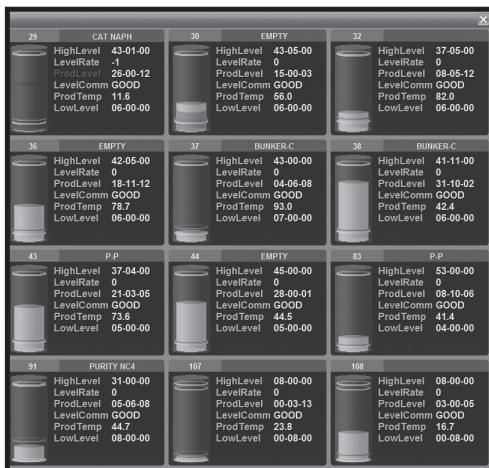 29 CAT NAPH
HighLevel 43-01-00
LevelRate -1
ProdLevel 26-00-12
LevelComm GOOD
ProdTemp 11.6
LowLevel 06-00-00
30 EMPTY
HighLevel 43-05-00
LevelRate 0
ProdLevel 15-00-03
LevelComm GOOD
ProdTemp 56.0
LowLevel 06-00-00
32
HighLevel 37-05-00
LevelRate 0
ProdLevel 08-05-12
LevelComm GOOD
ProdTemp 82.0
LowLevel 06-00-00
36 EMPTY
HighLevel 42-05-00
LevelRate 0
ProdLevel 18-11-12
LevelComm GOOD
ProdTemp 78.7
LowLevel 06-00-00
37 BUNKER-C
HighLevel 43-00-00
LevelRate 0
ProdLevel 04-06-08
LevelComm GOOD
ProdTemp 93.0
LowLevel 07-00-00
38 BUNKER-C
HighLevel 41-11-00
LevelRate 0
ProdLevel 31-10-02
LevelComm GOOD
ProdTemp 42.4
LowLevel 06-00-00
43 P-P
HighLevel 37-04-00
LevelRate 0
ProdLevel 21-03-05
LevelComm GOOD
ProdTemp 73.6
LowLevel 05-00-00
44 EMPTY
HighLevel 45-00-00
LevelRate 0
ProdLevel 28-00-01
LevelComm GOOD
ProdTemp 44.5
LowLevel 05-00-00
83 P-P
HighLevel 53-00-00
LevelRate 0
ProdLevel 08-10-06
LevelComm GOOD
ProdTemp 41.4
LowLevel 04-00-00
91 PURITY NC4
HighLevel 31-00-00
LevelRate 0
ProdLevel 05-06-08
LevelComm GOOD
ProdTemp 44.7
LowLevel 08-00-00
107
HighLevel 08-00-00
LevelRate 0
ProdLevel 00-03-13
LevelComm GOOD
ProdTemp 23.8
LowLevel 00-08-00
108
HighLevel 08-00-00
LevelRate 0
ProdLevel 03-00-05
LevelComm GOOD
ProdTemp 16.7
LowLevel 00-08-00